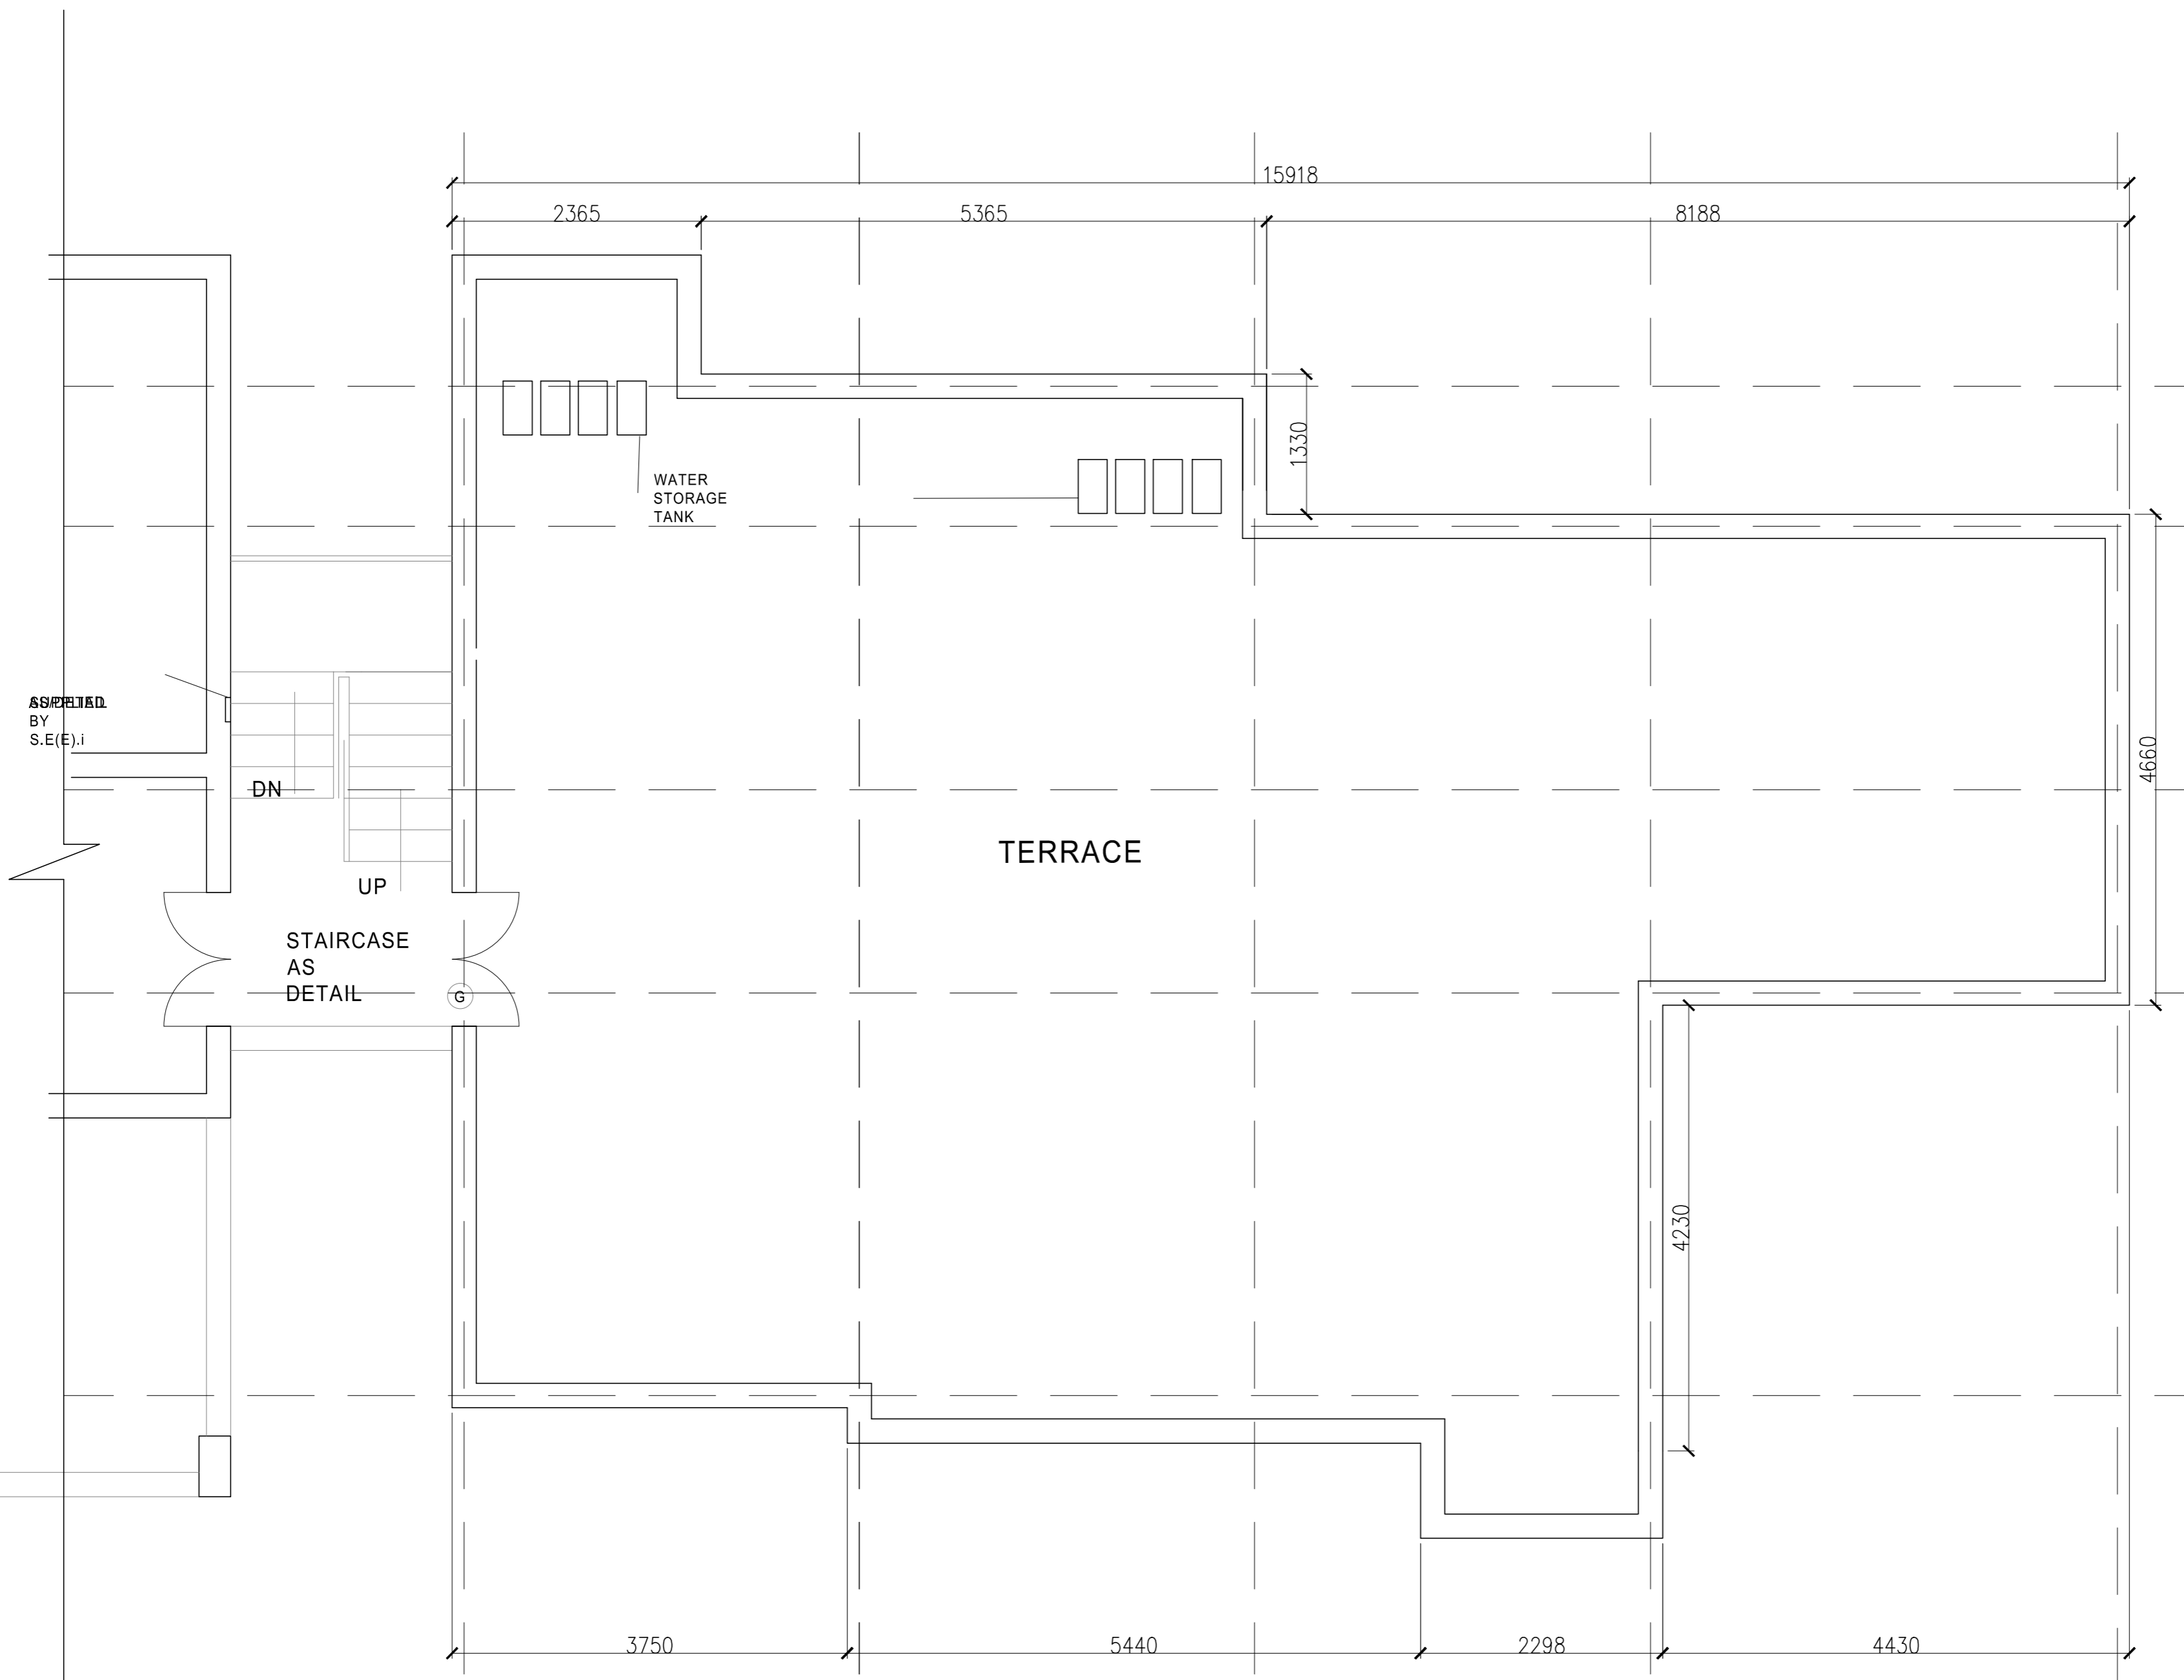 15918
2365
5365
8188
1330
WATER
STORAGE
TANK
BY
S.E(E).i
4660
DN
TERRACE
UP
STAIRCASE
AS
DETAIL
G
4230
3750
5440
2298
4430